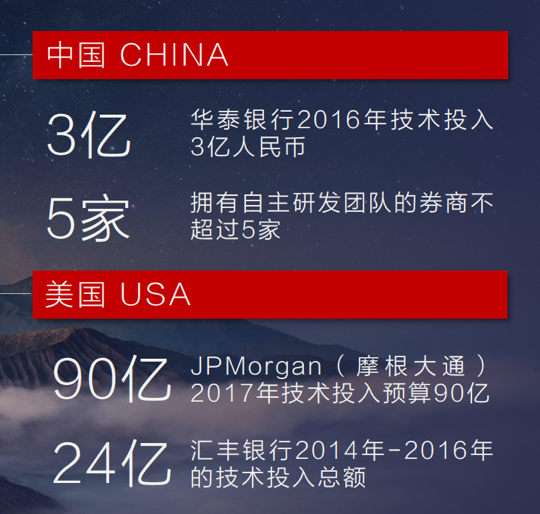 中国 CHINA
3亿
华泰银行2016年技术投入
3亿人民币
5家
拥有自主研发团队的券商不
超过5家
美国 USA
90亿
JPMorgan（摩根大通）
2017年技术投入预算90亿
24亿
汇丰银行2014年-2016年
的技术投入总额